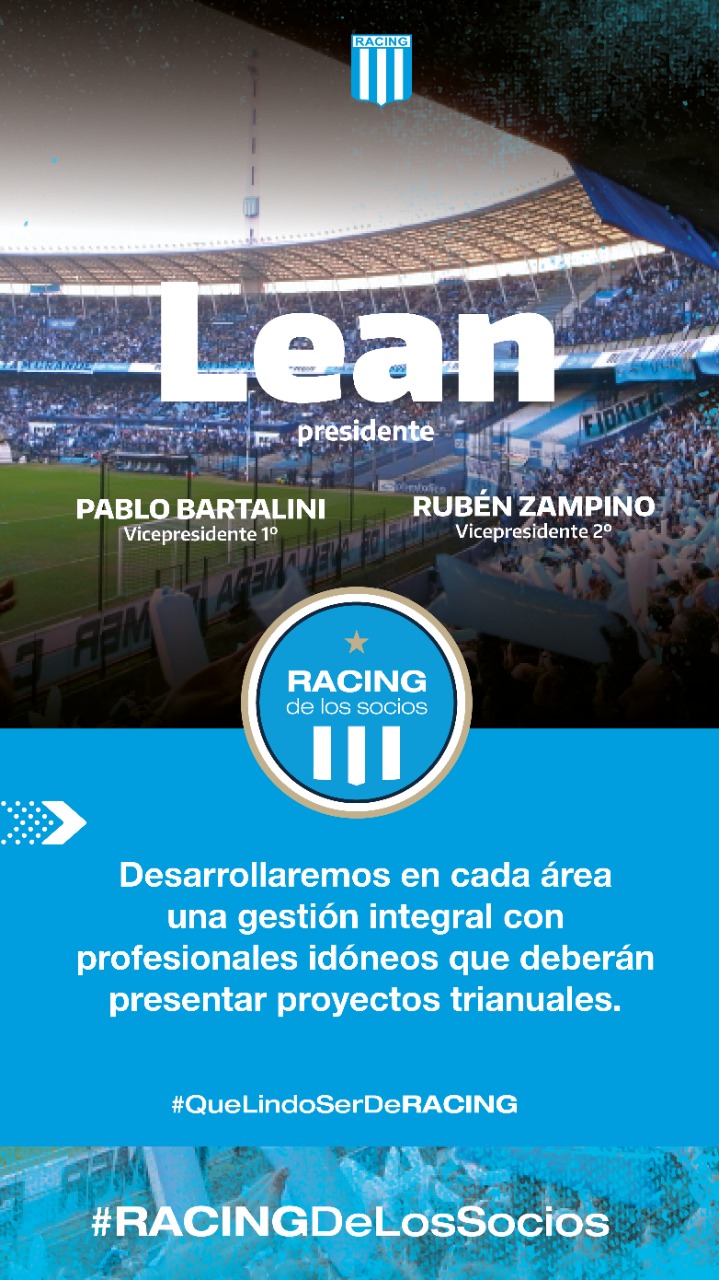 RACING
Lean
presidente
FIORITO
PABLO BARTALINI
Vicepresidente 1º
RUBÉN ZAMPINO
Vicepresidente 2º
RACING
de los socios
Desarrollaremos en cada área
una gestión integral con
profesionales idóneos que deberán
presentar proyectos trianuales.
#QueLindoSerDeRACING
#RACINGDeLosSocios